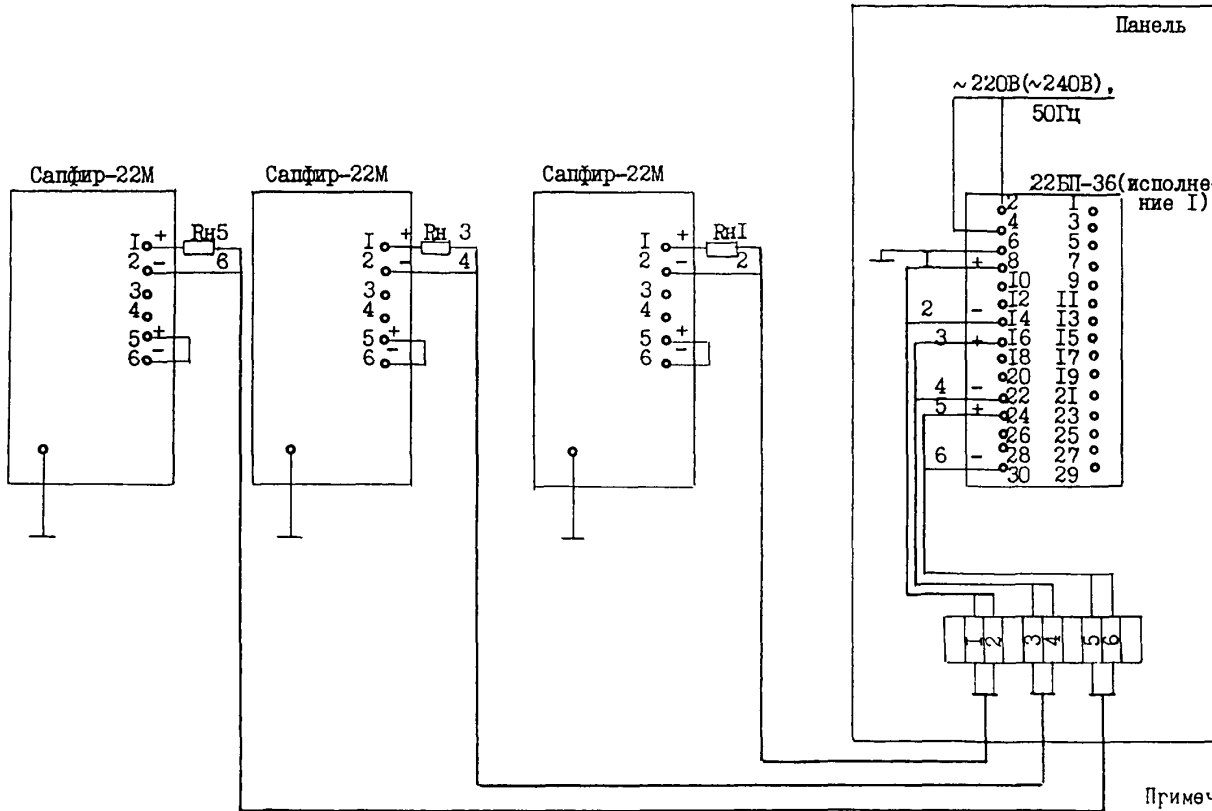 Панель
~220В(~240В),
50Гц
Сапфир-22М
Сапфир-22М
Сапфир-22М
22БП-36(исполне-
ние I)
I + Rн5
2 - 6
3
4
5 +
6 -
I + Rн 3
2 - 4
3
4
5 +
6 -
I + RнI
2 - 2
3
4
5 +
6 -
2 I
4 3
6 5
+ 8 7
I0 9
I2 II
2 - I4 I3
3 + I6 I5
I8 I7
20 I9
4 - 22 2I
5 + 24 23
26 25
6 - 28 27
30 29
I 2 3 4 5 6
Примеч